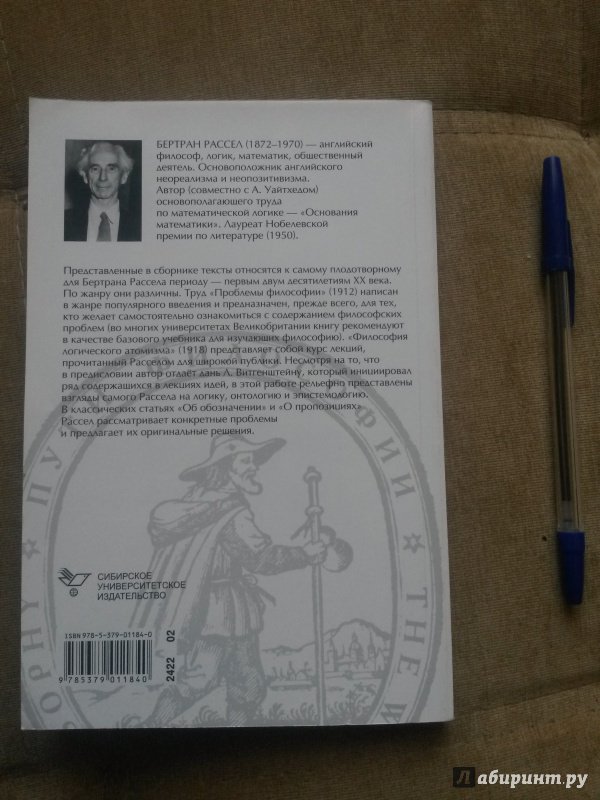 БЕРТРАН РАССЕЛ (1872–1970) — английский
философ, логик, математик, общественный
деятель. Основоположник английского
неореализма и неопозитивизма.
Автор (совместно с А. Уайтхедом)
основополагающего труда
по математической логике — «Основания
математики». Лауреат Нобелевской
премии по литературе (1950).
Представленные в сборнике тексты относятся к самому плодотворному
для Бертрана Рассела периоду — первым двум десятилетиям XX века.
По жанру они различны. Труд «Проблемы философии» (1912) написан
в жанре популярного введения и предназначен, прежде всего, для тех,
кто желает самостоятельно ознакомиться с содержанием философских
проблем (во многих университетах Великобритании книгу рекомендуют
в качестве базового учебника для изучающих философию). «Философия
логического атомизма» (1918) представляет собой курс лекций,
прочитанный Расселом для широкой публики. Несмотря на то, что
в предисловии автор отдаёт дань Л. Витгенштейну, который инициировал
ряд содержащихся в лекциях идей, в этой работе рельефно представлены
взгляды самого Рассела на логику, онтологию и эпистемологию.
В классических статьях «Об обозначении» и «О пропозициях»
Рассел рассматривает конкретные проблемы
и предлагает их оригинальные решения.
ПУ
ФИИ
THE W
OPHY
СИБИРСКОЕ
УНИВЕРСИТЕТСКОЕ
ИЗДАТЕЛЬСТВО
ISBN 978-5-379-01184-0
9 785379 011840
2422 02
лабиринт.ру